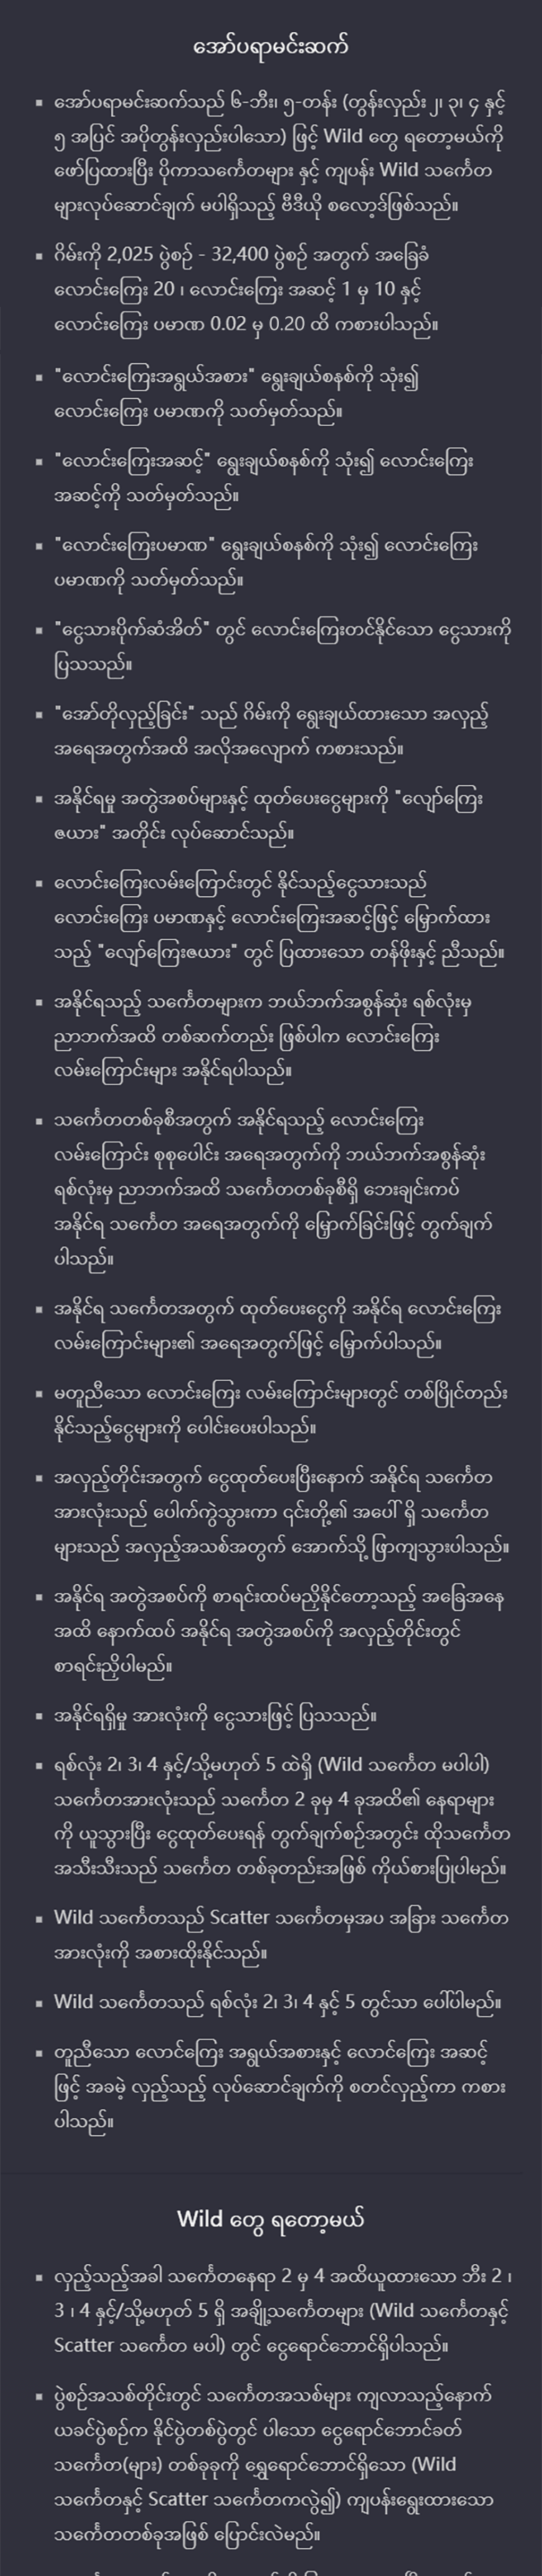 အော်ပရာမင်းဆက်
▪ အော်ပရာမင်းဆက်သည် ၆-ဘီး၊ ၅-တန်း (တွန်းလှည်း ၂၊ ၃၊ ၄ နှင့်
၅ အပြင် အပိုတွန်းလှည်းပါသော) ဖြင့် Wild တွေ ရတော့မယ်ကို
ဖော်ပြထားပြီး ပိုကာသင်္ကေတများ နှင့် ကျပန်း Wild သင်္ကေတ
များလုပ်ဆောင်ချက် မပါရှိသည့် ဗီဒီယို စလော့ဒ်ဖြစ်သည်။
▪ ဂိမ်းကို 2,025 ပွဲစဉ် - 32,400 ပွဲစဉ် အတွက် အခြေခံ
လောင်းကြေး 20 ၊ လောင်းကြေး အဆင့် 1 မှ 10 နှင့်
လောင်းကြေး ပမာဏ 0.02 မှ 0.20 ထိ ကစားပါသည်။
▪ "လောင်းကြေးအရွယ်အစား" ရွေးချယ်စနစ်ကို သုံး၍
လောင်းကြေး ပမာဏကို သတ်မှတ်သည်။
▪ "လောင်းကြေးအဆင့်" ရွေးချယ်စနစ်ကို သုံး၍ လောင်းကြေး
အဆင့်ကို သတ်မှတ်သည်။
▪ "လောင်းကြေးပမာဏ" ရွေးချယ်စနစ်ကို သုံး၍ လောင်းကြေး
ပမာဏကို သတ်မှတ်သည်။
▪ "ငွေသားပိုက်ဆံအိတ်" တွင် လောင်းကြေးတင်နိုင်သော ငွေသားကို
ပြသသည်။
▪ "အော်တိုလှည့်ခြင်း" သည် ဂိမ်းကို ရွေးချယ်ထားသော အလှည့်
အရေအတွက်အထိ အလိုအလျောက် ကစားသည်။
▪ အနိုင်ရမှု အတွဲအစပ်များနှင့် ထုတ်ပေးငွေများကို "လျော်ကြေး
ဇယား" အတိုင်း လုပ်ဆောင်သည်။
▪ လောင်းကြေးလမ်းကြောင်းတွင် နိုင်သည့်ငွေသားသည်
လောင်းကြေး ပမာဏနှင့် လောင်းကြေးအဆင့်ဖြင့် မြှောက်ထား
သည့် "လျော်ကြေးဇယား" တွင် ပြထားသော တန်ဖိုးနှင့် ညီသည်။
▪ အနိုင်ရသည့် သင်္ကေတများက ဘယ်ဘက်အစွန်ဆုံး ရစ်လုံးမှ
ညာဘက်အထိ တစ်ဆက်တည်း ဖြစ်ပါက လောင်းကြေး
လမ်းကြောင်းများ အနိုင်ရပါသည်။
▪ သင်္ကေတတစ်ခုစီအတွက် အနိုင်ရသည့် လောင်းကြေး
လမ်းကြောင်း စုစုပေါင်း အရေအတွက်ကို ဘယ်ဘက်အစွန်ဆုံး
ရစ်လုံးမှ ညာဘက်အထိ သင်္ကေတတစ်ခုစီရှိ ဘေးချင်းကပ်
အနိုင်ရ သင်္ကေတ အရေအတွက်ကို မြှောက်ခြင်းဖြင့် တွက်ချက်
ပါသည်။
▪ အနိုင်ရ သင်္ကေတအတွက် ထုတ်ပေးငွေကို အနိုင်ရ လောင်းကြေး
လမ်းကြောင်းများ၏ အရေအတွက်ဖြင့် မြှောက်ပါသည်။
▪ မတူညီသော လောင်းကြေး လမ်းကြောင်းများတွင် တစ်ပြိုင်တည်း
နိုင်သည့်ငွေများကို ပေါင်းပေးပါသည်။
▪ အလှည့်တိုင်းအတွက် ငွေထုတ်ပေးပြီးနောက် အနိုင်ရ သင်္ကေတ
အားလုံးသည် ပေါက်ကွဲသွားကာ ၎င်းတို့၏ အပေါ် ရှိ သင်္ကေတ
များသည် အလှည့်အသစ်အတွက် အောက်သို့ ဖြာကျသွားပါသည်။
▪ အနိုင်ရ အတွဲအစပ်ကို စာရင်းထပ်မညှိနိုင်တော့သည့် အခြေအနေ
အထိ နောက်ထပ် အနိုင်ရ အတွဲအစပ်ကို အလှည့်တိုင်းတွင်
စာရင်းညှိပါမည်။
▪ အနိုင်ရရှိမှု အားလုံးကို ငွေသားဖြင့် ပြသသည်။
▪ ရစ်လုံး 2၊ 3၊ 4 နှင့်/သို့မဟုတ် 5 ထဲရှိ (Wild သင်္ကေတ မပါပါ)
သင်္ကေတအားလုံးသည် သင်္ကေတ 2 ခုမှ 4 ခုအထိ၏ နေရာများ
ကို ယူသွားပြီး ငွေထုတ်ပေးရန် တွက်ချက်စဉ်အတွင်း ထိုသင်္ကေတ
အသီးသီးသည် သင်္ကေတ တစ်ခုတည်းအဖြစ် ကိုယ်စားပြုပါမည်။
▪ Wild သင်္ကေတသည် Scatter သင်္ကေတမှအပ အခြား သင်္ကေတ
အားလုံးကို အစားထိုးနိုင်သည်။
▪ Wild သင်္ကေတသည် ရစ်လုံး 2၊ 3၊ 4 နှင့် 5 တွင်သာ ပေါ်ပါမည်။
▪ တူညီသော လောင်ကြေး အရွယ်အစားနှင့် လောင်ကြေး အဆင့်
ဖြင့် အခမဲ့ လှည့်သည့် လုပ်ဆောင်ချက်ကို စတင်လှည့်ကာ ကစား
ပါသည်။
Wild တွေ ရတော့မယ်
▪ လှည့်သည့်အခါ သင်္ကေတနေရာ 2 မှ 4 အထိယူထားသော ဘီး 2 ၊
3 ၊ 4 နှင့်/သို့မဟုတ် 5 ရှိ အချို့သင်္ကေတများ (Wild သင်္ကေတနှင့်
Scatter သင်္ကေတ မပါ) တွင် ငွေရောင်ဘောင်ရှိပါသည်။
▪ ပွဲစဉ်အသစ်တိုင်းတွင် သင်္ကေတအသစ်များ ကျလာသည့်နောက်
ယခင်ပွဲစဉ်က နိုင်ပွဲတစ်ပွဲတွင် ပါသော ငွေရောင်ဘောင်ခတ်
သင်္ကေတ(များ) တစ်ခုခုကို ရွှေရောင်ဘောင်ရှိသော (Wild
သင်္ကေတနှင့် Scatter သင်္ကေတကလွဲ၍) ကျပန်းရွေးထားသော
သင်္ကေတတစ်ခုအဖြစ် ပြောင်းလဲမည်။